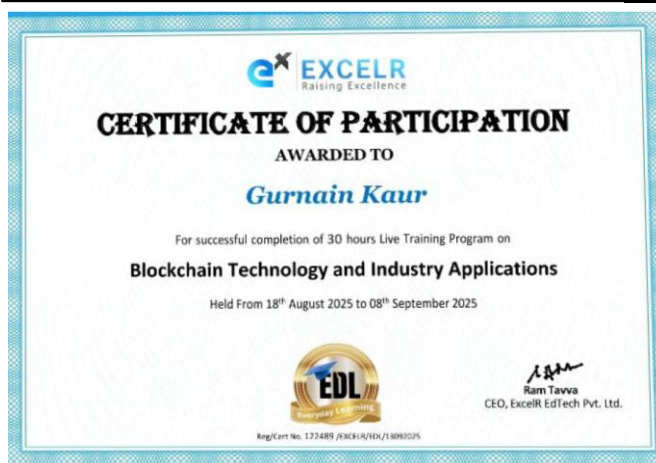 ex EXCELR
Raising Excellence
CERTIFICATE OF PARTICIPATION
AWARDED TO
Gurnain Kaur
For successful completion of 30 hours Live Training Program on
Blockchain Technology and Industry Applications
Held From 18th August 2025 to 08th September 2025
EDL
Everyday Learning
Ram Tavva
CEO, ExcelR EdTech Pvt. Ltd.
Reg/Cert No. 122489 /EXCELR/EDL/13092025